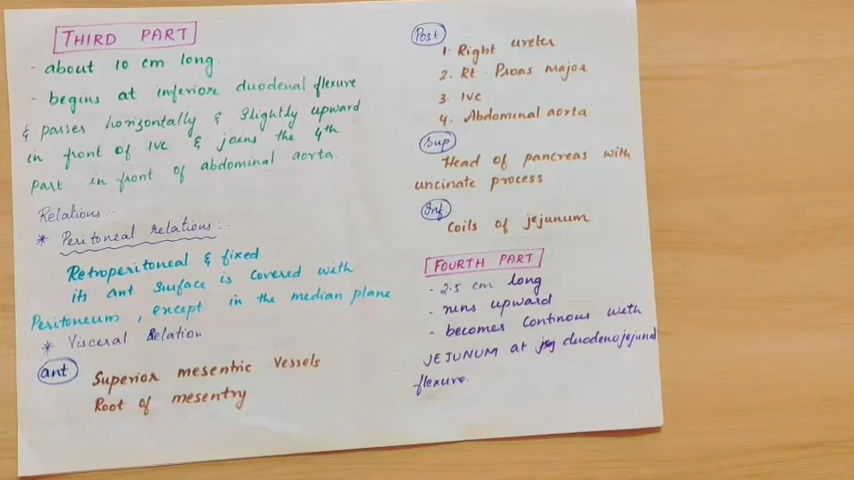 THIRD PART
- about 10 cm long.
- begins at inferior duodenal flexure
& passes horizontally & slightly upward
in front of IVC & joins the 4th
part in front of abdominal aorta.
Relations:-
* Peritoneal relations:-
Retroperitoneal & fixed
its ant surface is covered with
Peritoneum, except in the median plane
* Visceral Relation
ant
Superior mesentric vessels
Root of mesentry
Post
1. Right ureter
2. Rt. Psoas major
3. IVC
4. Abdominal aorta
Sup
Head of pancreas with
uncinate process
Inf
Coils of jejunum
FOURTH PART
- 2.5 cm long
- runs upward
- becomes continous with
JEJUNUM at duodenojejunal
flexure.